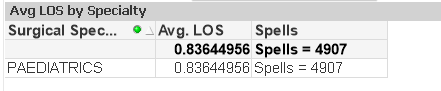 Avg LOS by Specialty
Surgical Spec... Avg. LOS Spells
0.83644956 Spells = 4907
PAEDIATRICS 0.83644956 Spells = 4907